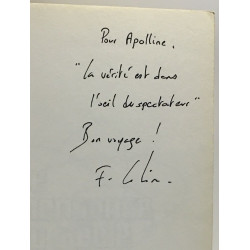 Pour Apolline,
"La vérité est dans
l'oeil du spectateur"
Bon voyage !
F.